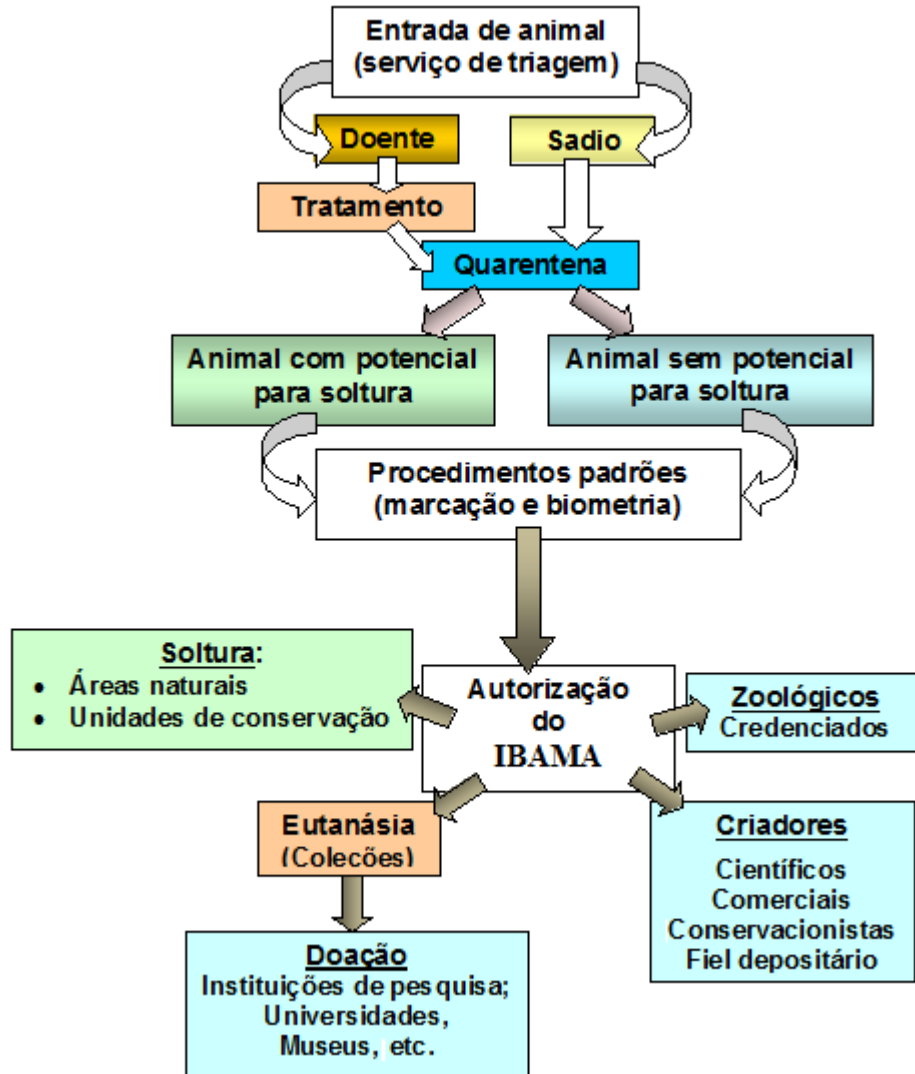 Entrada de animal
(serviço de triagem)
Doente
Sadio
Tratamento
Quarentena
Animal com potencial
para soltura
Animal sem potencial
para soltura
Procedimentos padrões
(marcação e biometria)
Soltura:
• Áreas naturais
• Unidades de conservação
Autorização
do
IBAMA
Zoológicos
Credenciados
Eutanásia
(Coleções)
Criadores
Científicos
Comerciais
Conservacionistas
Fiel depositário
Doação
Instituições de pesquisa;
Universidades,
Museus, etc.